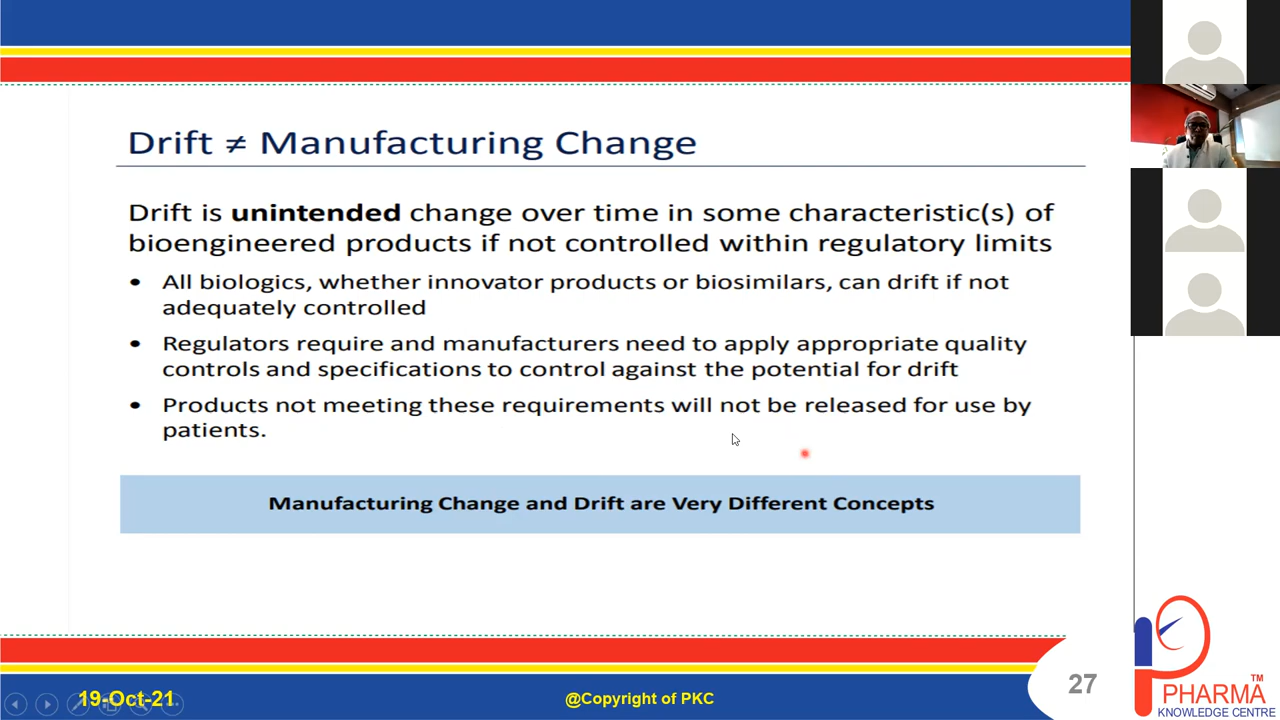 Drift ≠ Manufacturing Change
Drift is unintended change over time in some characteristic(s) of
bioengineered products if not controlled within regulatory limits
• All biologics, whether innovator products or biosimilars, can drift if not
adequately controlled
• Regulators require and manufacturers need to apply appropriate quality
controls and specifications to control against the potential for drift
• Products not meeting these requirements will not be released for use by
patients.
Manufacturing Change and Drift are Very Different Concepts
19-Oct-21
@Copyright of PKC
27
PHARMA™
KNOWLEDGE CENTRE